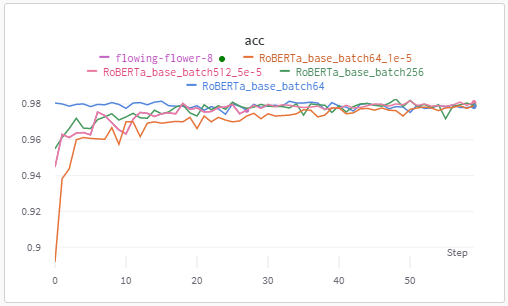 acc
flowing-flower-8
RoBERTa_base_batch64_1e-5
RoBERTa_base_batch512_5e-5
RoBERTa_base_batch256
RoBERTa_base_batch64
0.98
0.96
0.94
0.92
0.9
Step
0 10 20 30 40 50